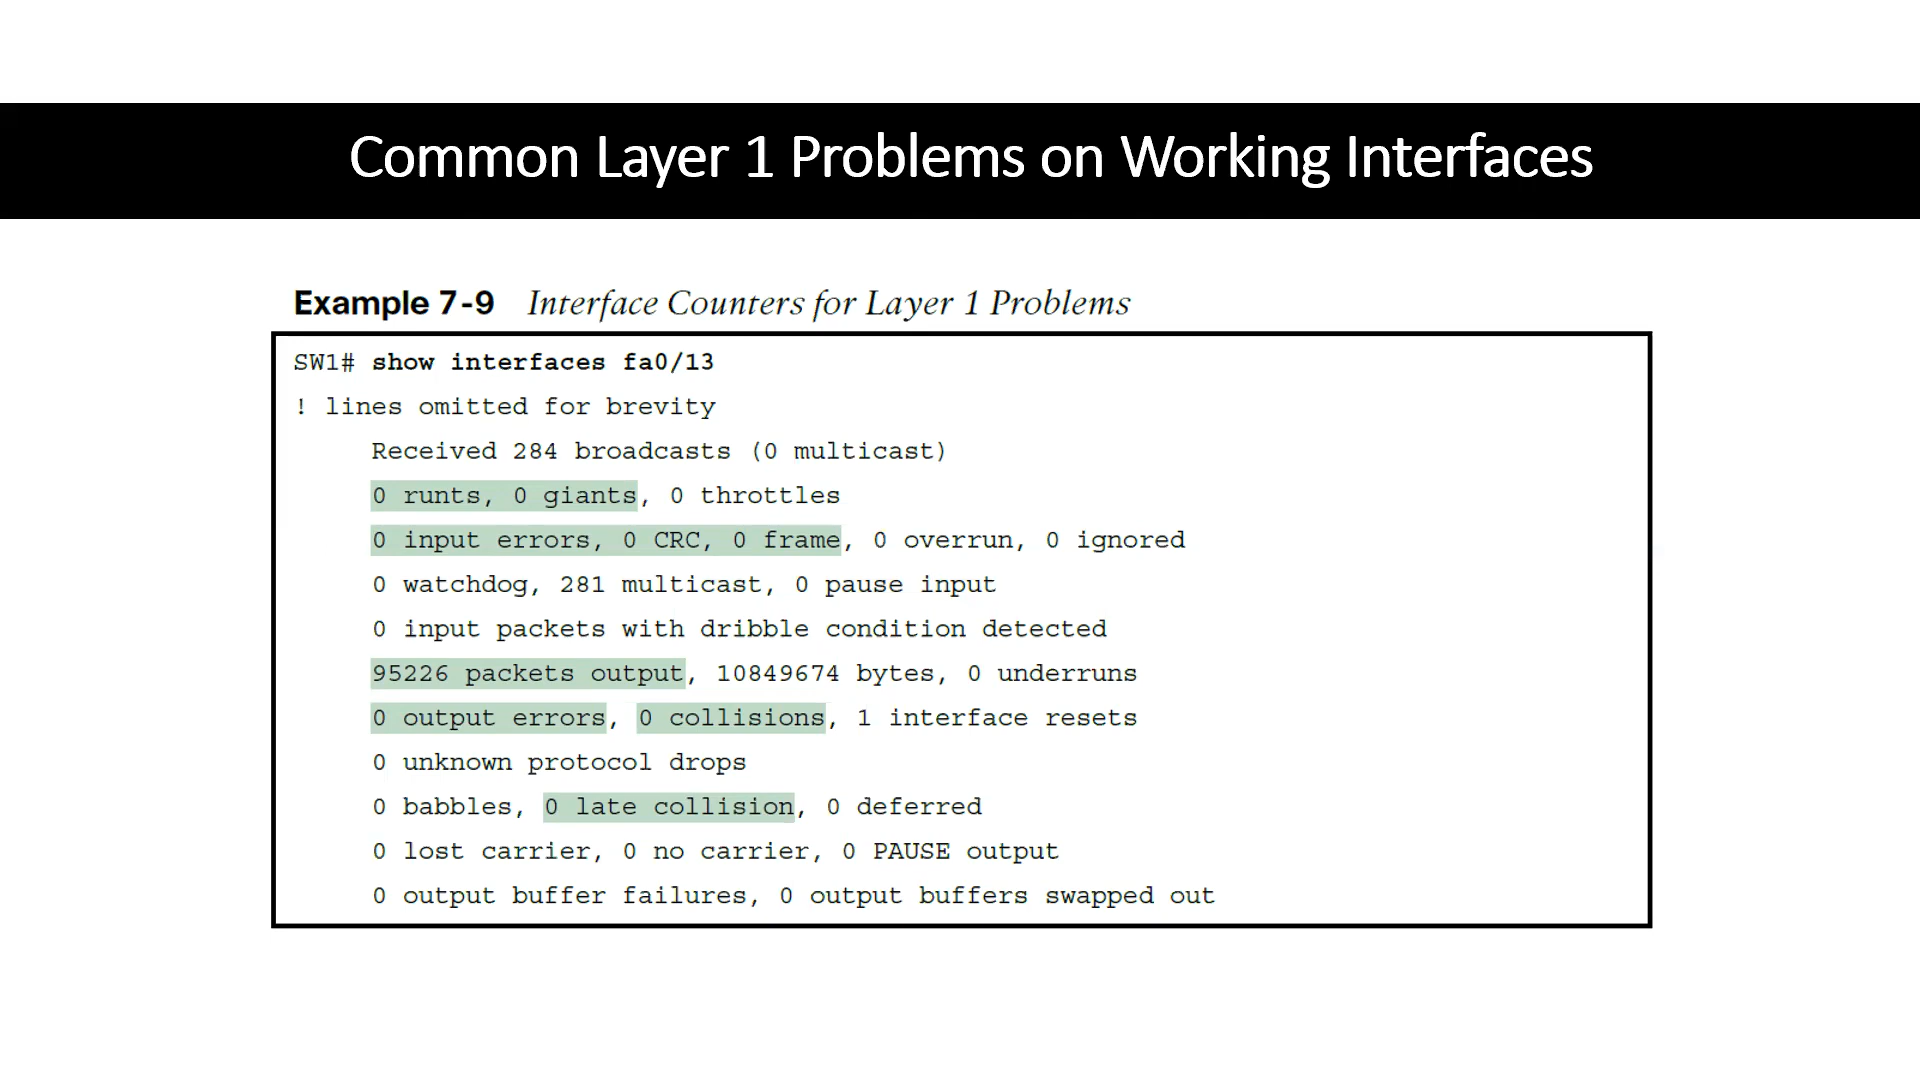 Common Layer 1 Problems on Working Interfaces
Example 7-9 Interface Counters for Layer 1 Problems
SW1# show interfaces fa0/13
! lines omitted for brevity
Received 284 broadcasts (0 multicast)
0 runts, 0 giants, 0 throttles
0 input errors, 0 CRC, 0 frame, 0 overrun, 0 ignored
0 watchdog, 281 multicast, 0 pause input
0 input packets with dribble condition detected
95226 packets output, 10849674 bytes, 0 underruns
0 output errors, 0 collisions, 1 interface resets
0 unknown protocol drops
0 babbles, 0 late collision, 0 deferred
0 lost carrier, 0 no carrier, 0 PAUSE output
0 output buffer failures, 0 output buffers swapped out